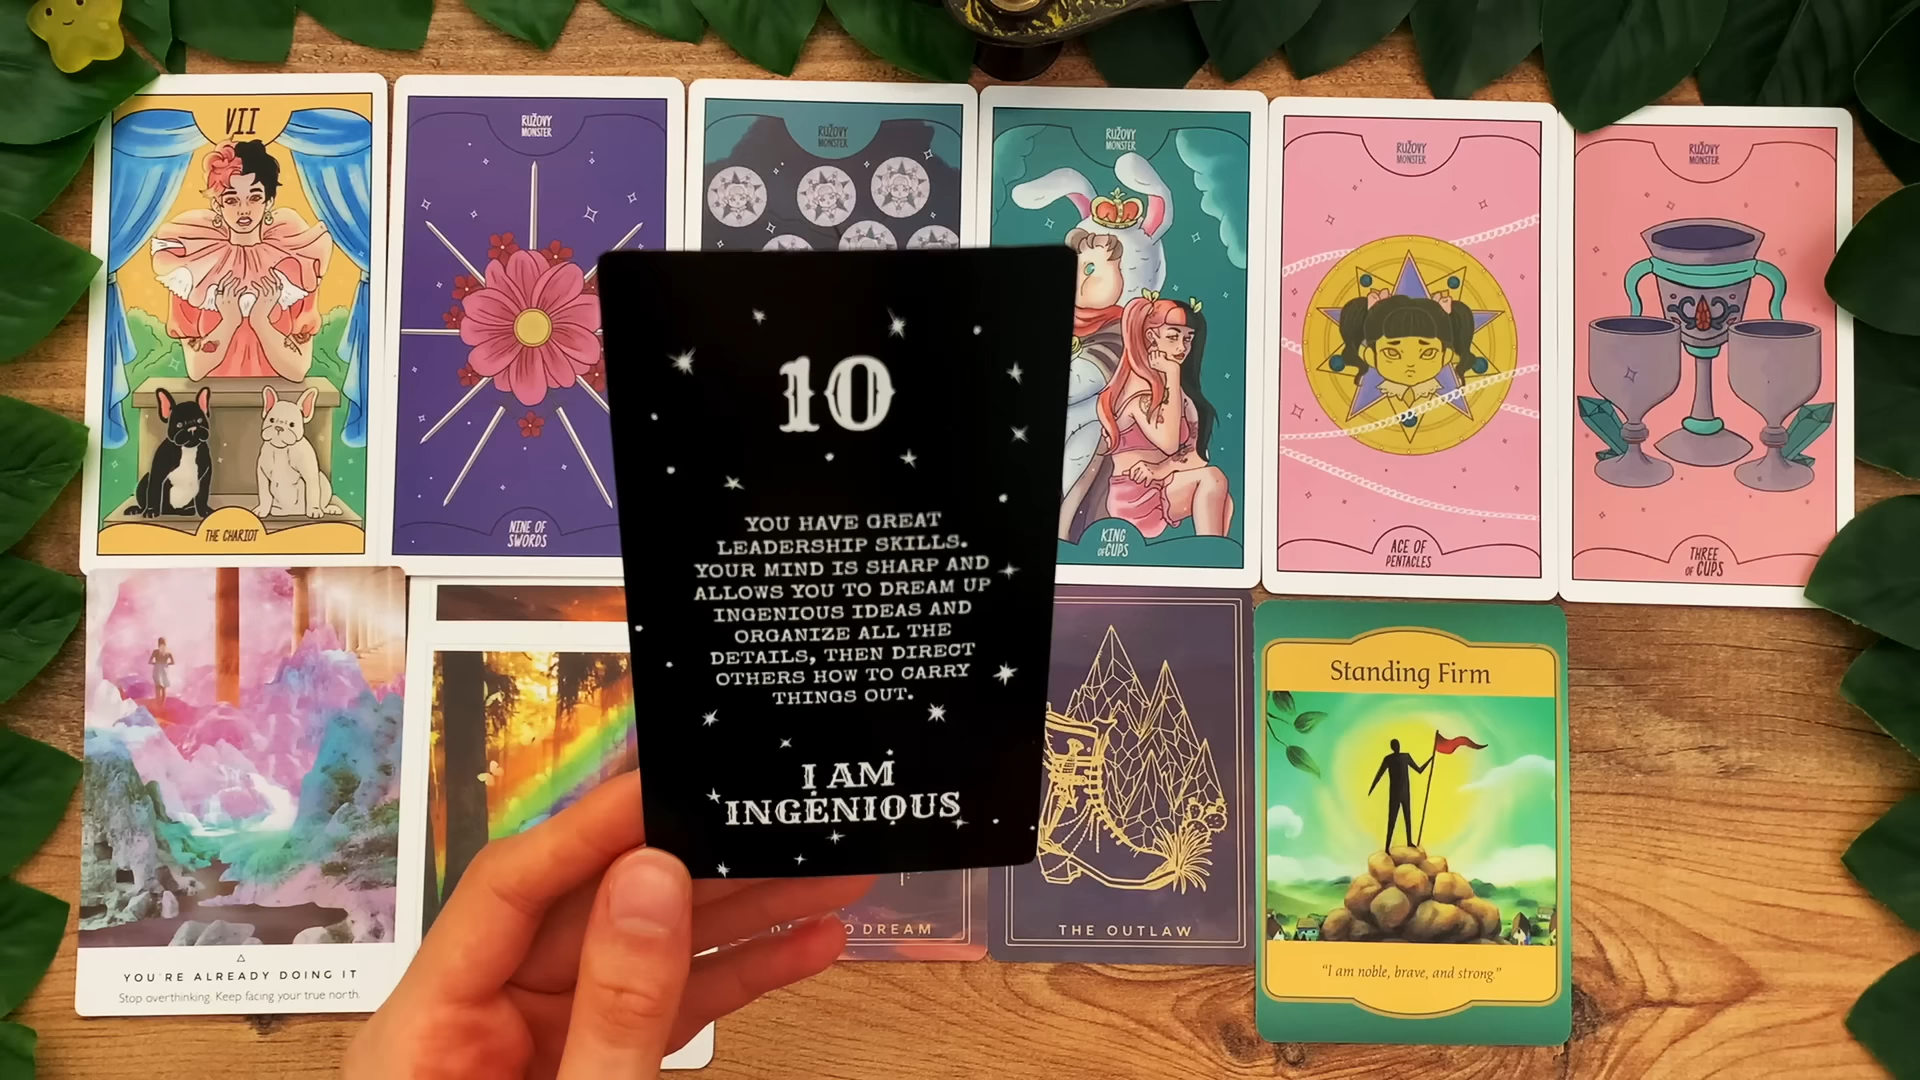 VII
RUŽOVY
MONSTER
RUŽOVY
MONSTER
RUŽOVY
MONSTER
RUŽOVY
MONSTER
RUŽOVY
MONSTER
THE CHARIOT
NINE OF
SWORDS
KING
OF CUPS
ACE OF
PENTACLES
THREE
OF CUPS
10
YOU HAVE GREAT
LEADERSHIP SKILLS.
YOUR MIND IS SHARP AND
ALLOWS YOU TO DREAM UP
INGENIOUS IDEAS AND
ORGANIZE ALL THE
DETAILS, THEN DIRECT
OTHERS HOW TO CARRY
THINGS OUT.
I AM
INGENIOUS
YOU'RE ALREADY DOING IT
Stop overthinking. Keep facing your true north.
DREAM
THE OUTLAW
Standing Firm
"I am noble, brave, and strong."